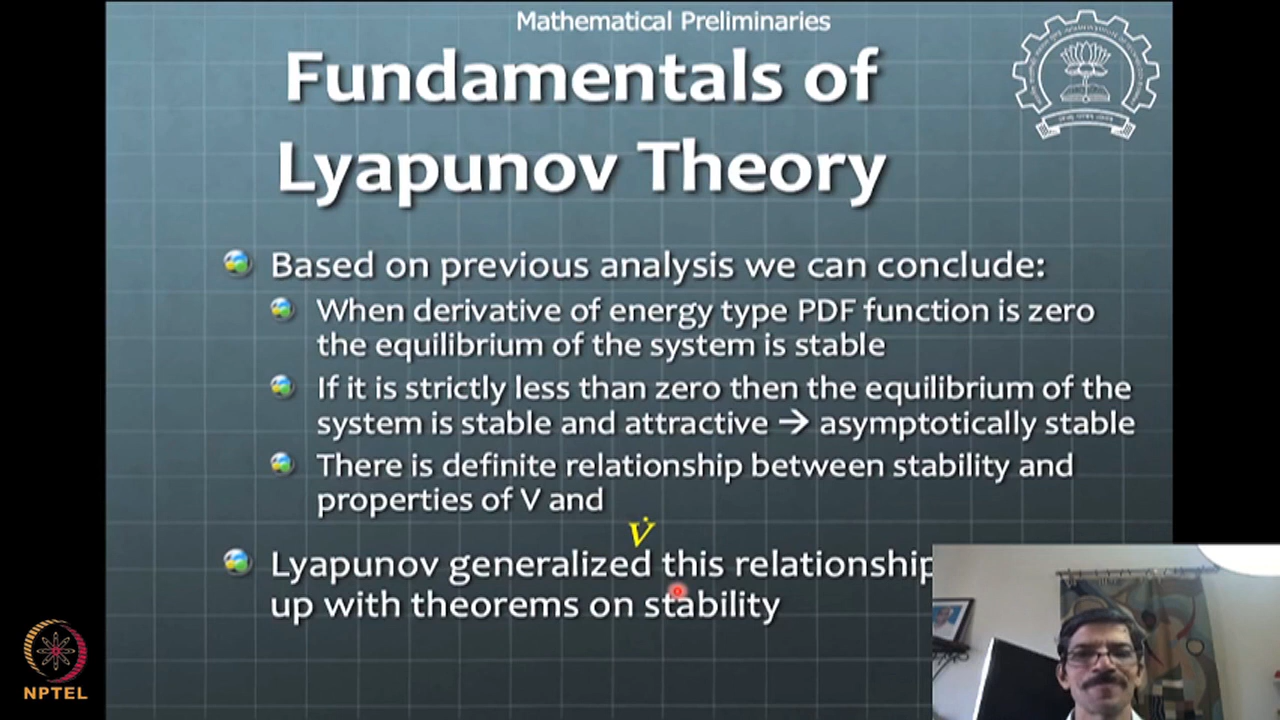 Mathematical Preliminaries
Fundamentals of
Lyapunov Theory
Based on previous analysis we can conclude:
When derivative of energy type PDF function is zero
the equilibrium of the system is stable
If it is strictly less than zero then the equilibrium of the
system is stable and attractive → asymptotically stable
There is definite relationship between stability and
properties of V and
V̇
Lyapunov generalized this relationship
up with theorems on stability
NPTEL